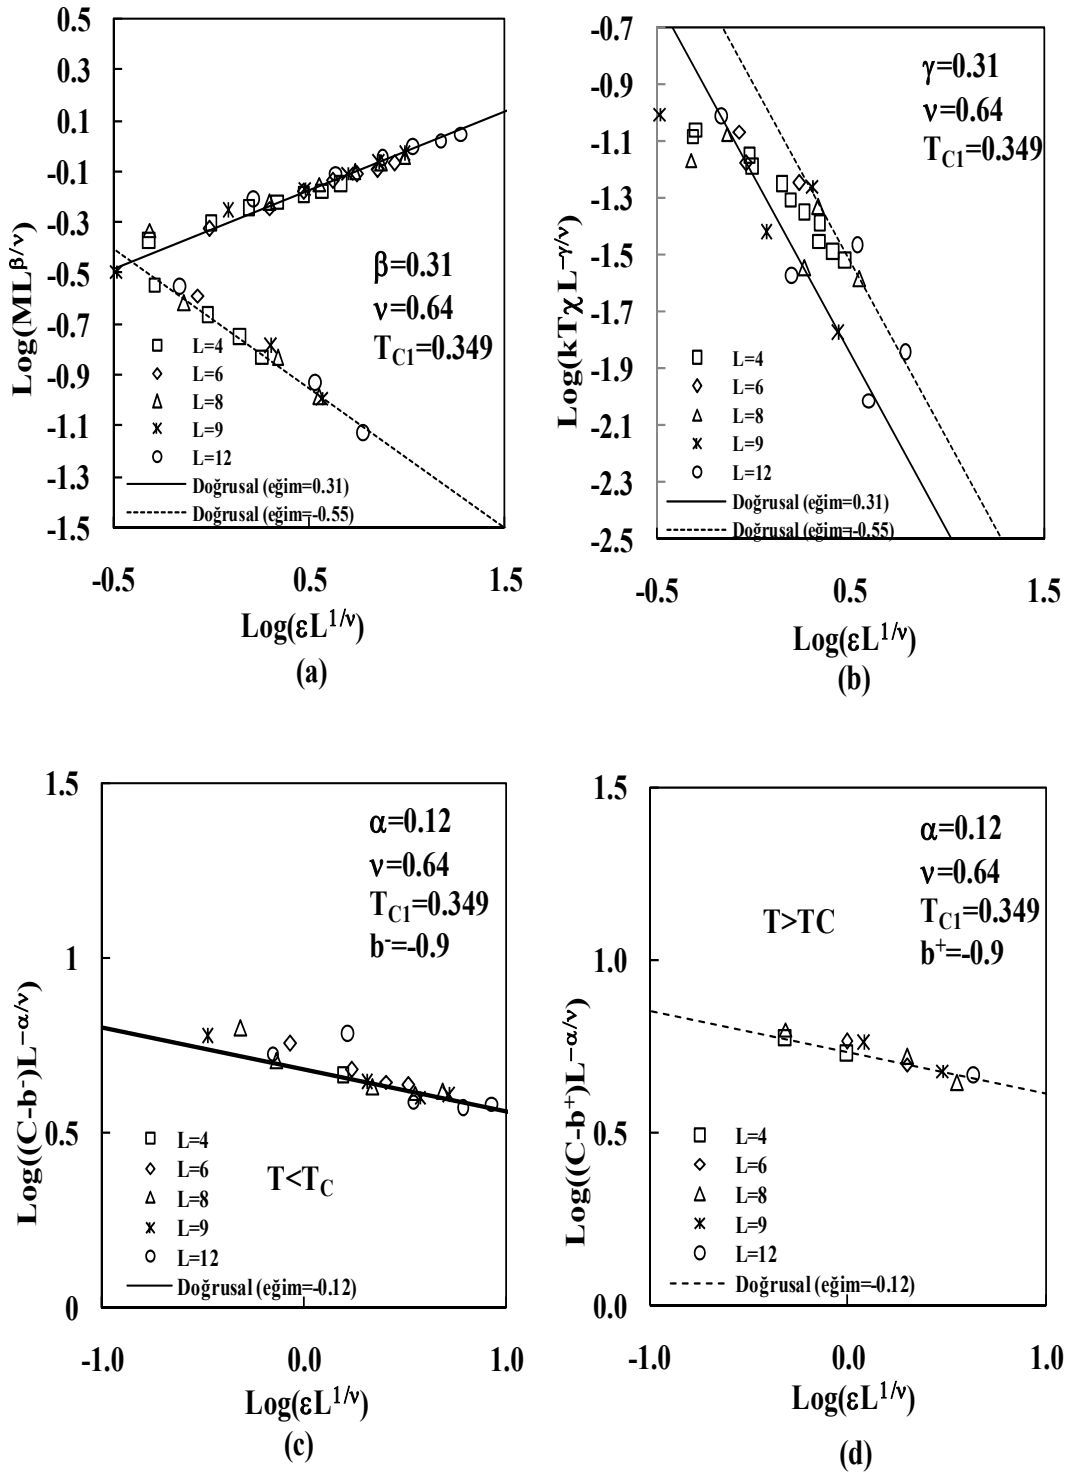 0.5
0.3
0.1
-0.1
-0.3
-0.5
-0.7
-0.9
-1.1
-1.3
-1.5
Log(ML^β/ν)
β=0.31
ν=0.64
T_C1=0.349
L=4
L=6
L=8
L=9
L=12
Doğrusal (eğim=0.31)
Doğrusal (eğim=-0.55)
-0.5 0.5 1.5
Log(εL^1/ν)
(a)
-0.7
-0.9
-1.1
-1.3
-1.5
-1.7
-1.9
-2.1
-2.3
-2.5
Log(kTχL^−γ/ν)
γ=0.31
ν=0.64
T_C1=0.349
L=4
L=6
L=8
L=9
L=12
Doğrusal (eğim=0.31)
Doğrusal (eğim=-0.55)
-0.5 0.5 1.5
Log(εL^1/ν)
(b)
1.5
1
0.5
0
Log((C-b^-)L^−α/ν)
α=0.12
ν=0.64
T_C1=0.349
b^-=-0.9
L=4
L=6
L=8
L=9
L=12
Doğrusal (eğim=-0.12)
T<T_C
-1.0 0.0 1.0
Log(εL^1/ν)
(c)
1.5
1.0
0.5
0.0
Log((C-b^+)L^−α/ν)
α=0.12
ν=0.64
T_C1=0.349
b^+=-0.9
T>TC
L=4
L=6
L=8
L=9
L=12
Doğrusal (eğim=-0.12)
-1.0 0.0 1.0
Log(εL^1/ν)
(d)